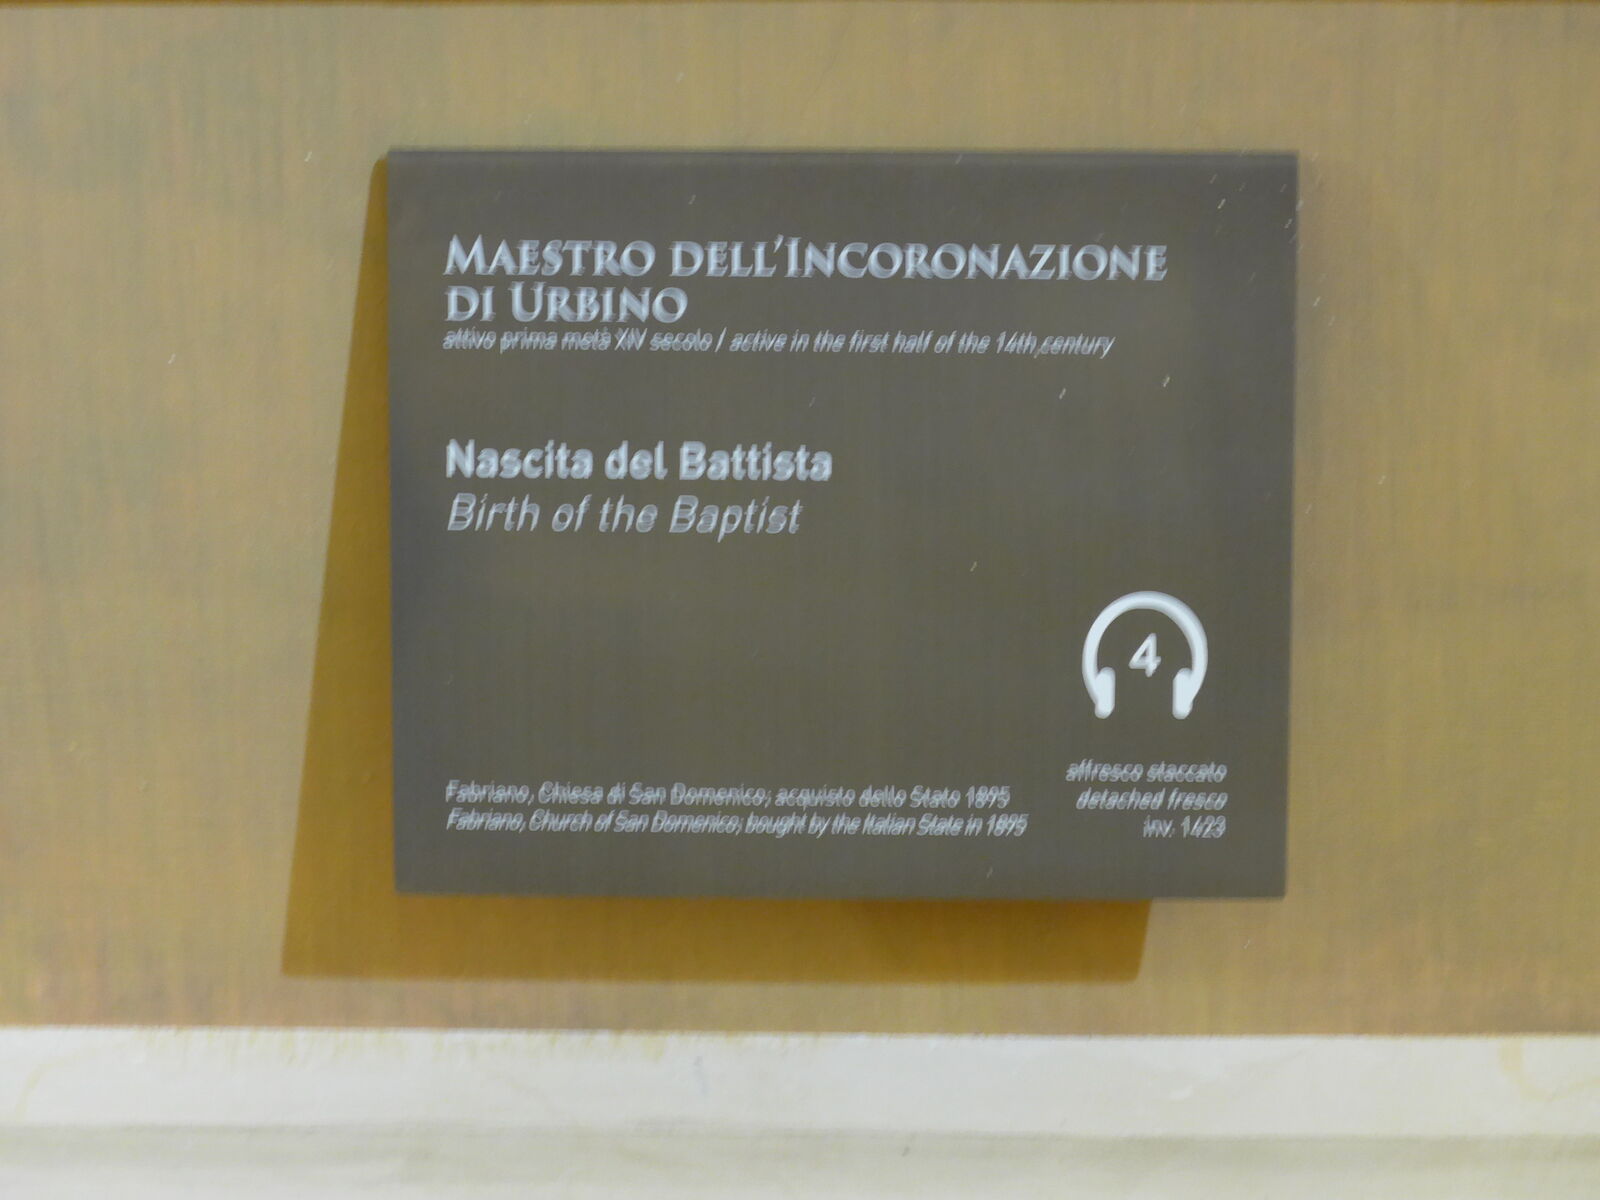 Maestro dell'Incoronazione
di Urbino
attivo prima metà XIV secolo / active in the first half of the 14th century
Nascita del Battista
Birth of the Baptist
4
affresco staccato
detached fresco
inv. 1423
Fabriano, Chiesa di San Domenico; acquisto dello Stato 1895
Fabriano, Church of San Domenico; bought by the Italian State in 1895